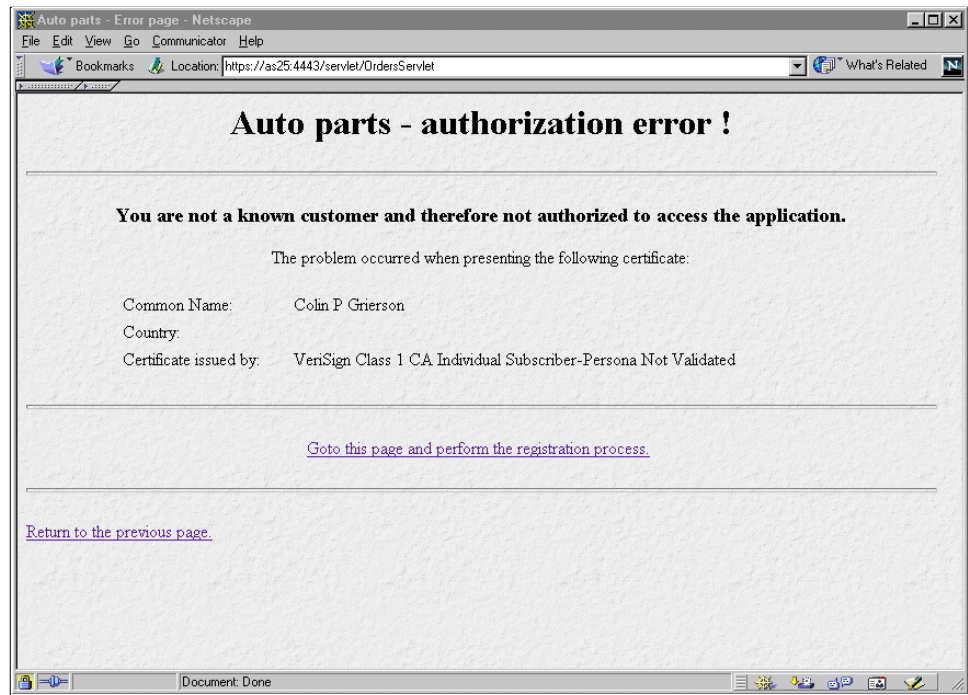 Auto parts - Error page - Netscape
File Edit View Go Communicator Help
Bookmarks Location: https://as25:4443/servlet/OrdersServlet What's Related N
Auto parts - authorization error !
You are not a known customer and therefore not authorized to access the application.
The problem occurred when presenting the following certificate:
Common Name: Colin P Grierson
Country:
Certificate issued by: VeriSign Class 1 CA Individual Subscriber-Persona Not Validated
Goto this page and perform the registration process.
Return to the previous page.
Document: Done